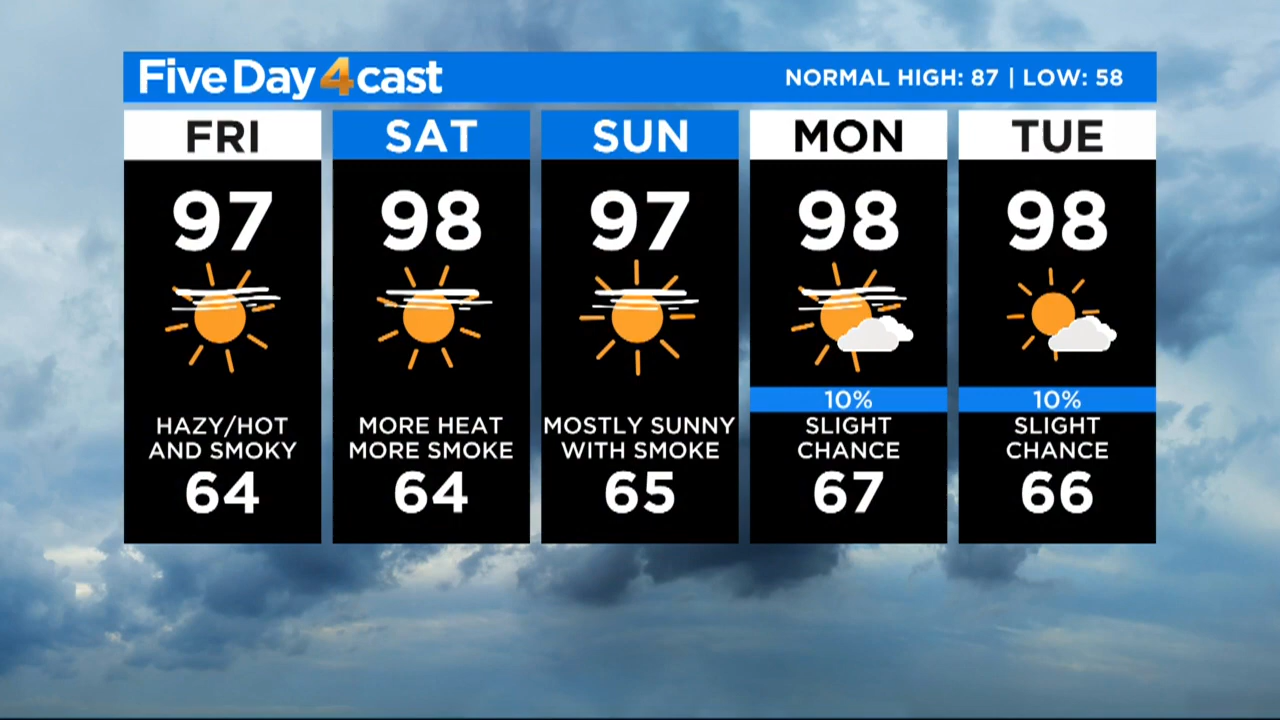 Five Day 4cast
NORMAL HIGH: 87 | LOW: 58
FRI
97
HAZY/HOT
AND SMOKY
64
SAT
98
MORE HEAT
MORE SMOKE
64
SUN
97
MOSTLY SUNNY
WITH SMOKE
65
MON
98
10%
SLIGHT
CHANCE
67
TUE
98
10%
SLIGHT
CHANCE
66